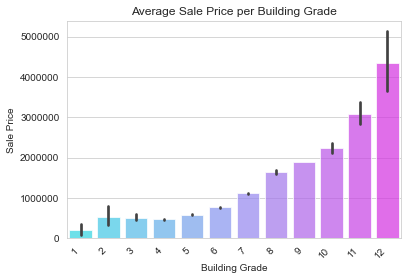 Average Sale Price per Building Grade
Sale Price
5000000
4000000
3000000
2000000
1000000
0
1 2 3 4 5 6 7 8 9 10 11 12
Building Grade